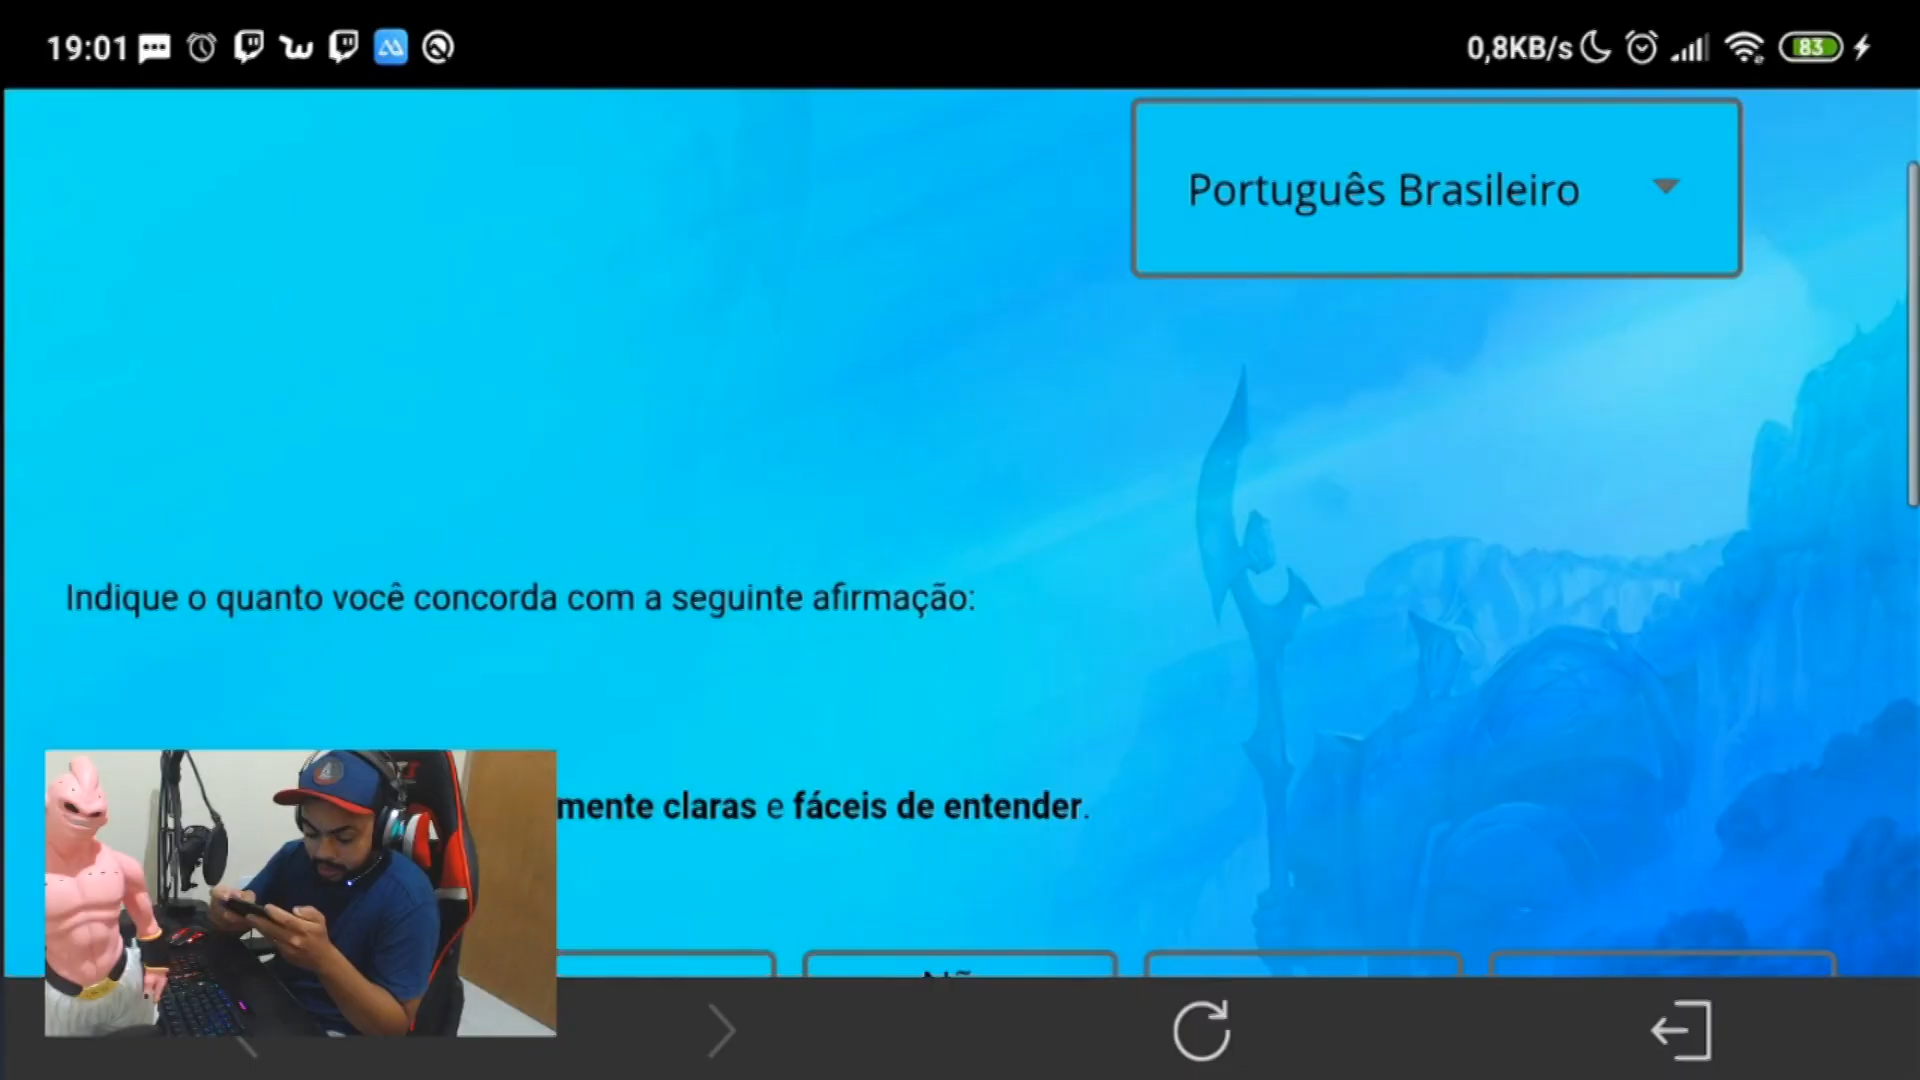 19:01 0,8KB/s 83
Português Brasileiro
Indique o quanto você concorda com a seguinte afirmação:
mente claras e fáceis de entender.